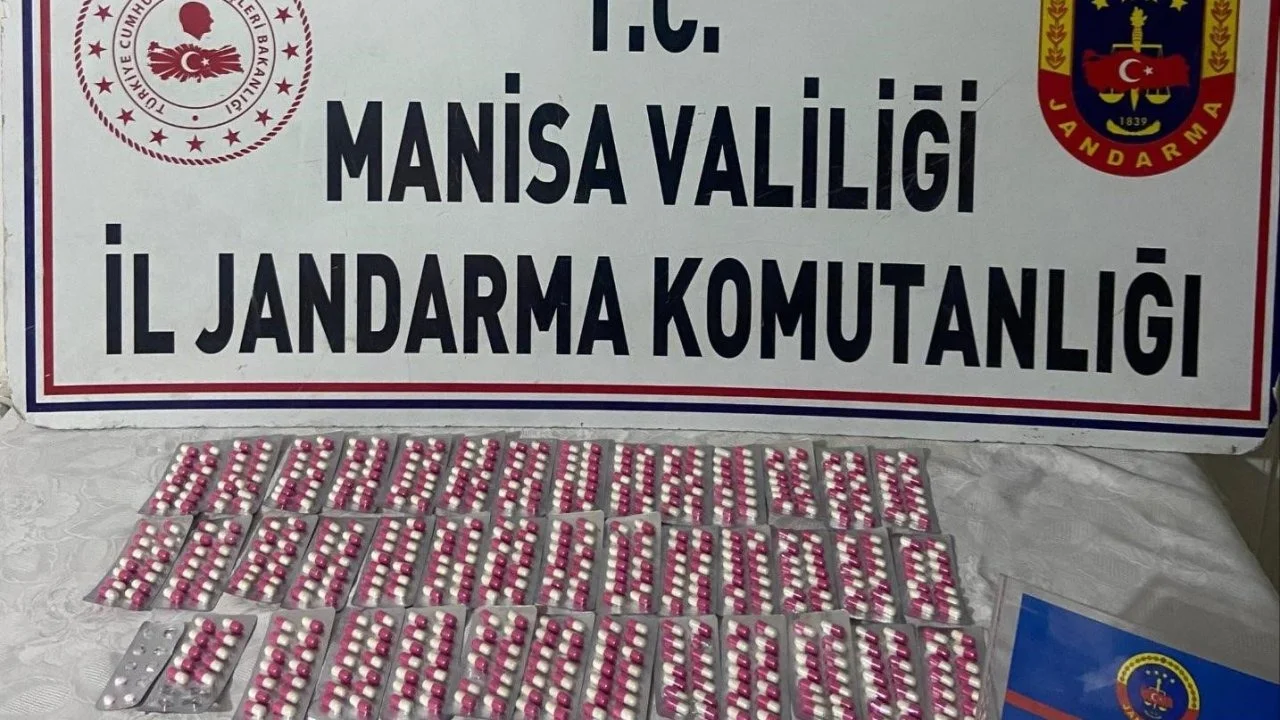 T.C.
MANİSA VALİLİĞİ
İL JANDARMA KOMUTANLIĞI
JANDARMA
1839